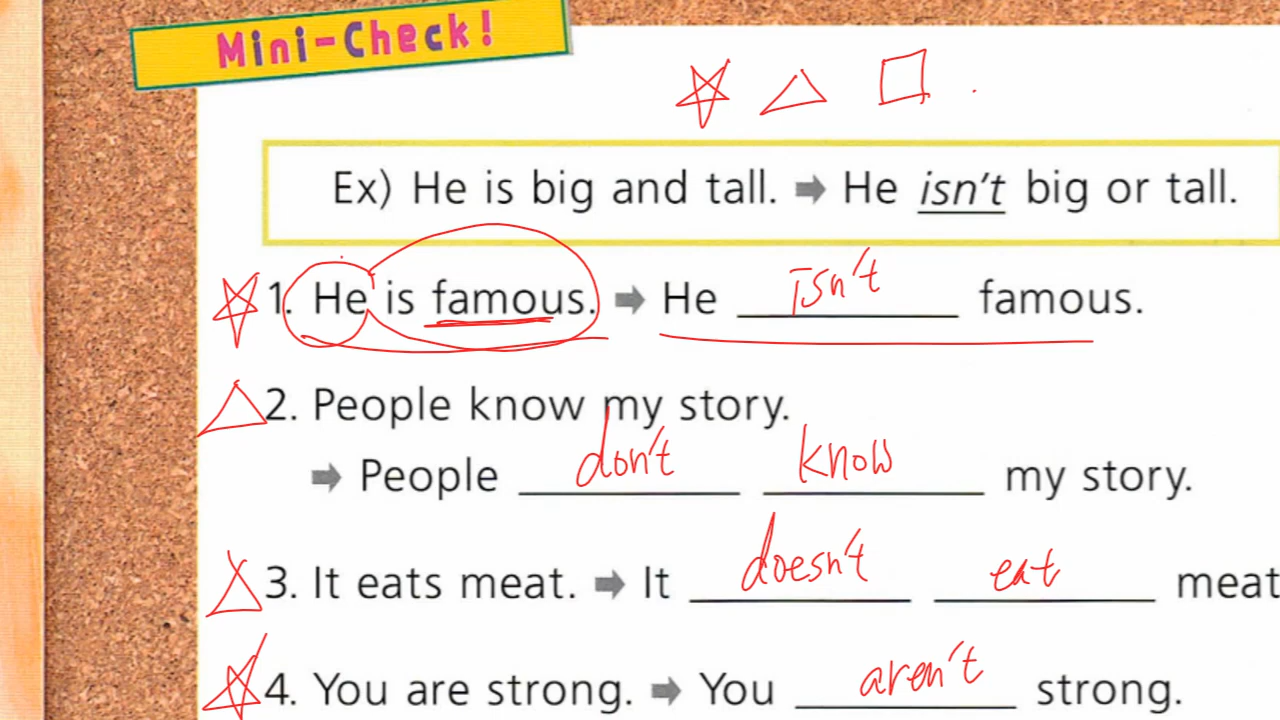 Mini-Check!
Ex) He is big and tall. ➡ He isn't big or tall.
1. He is famous. ➡ He isn't famous.
2. People know my story.
➡ People don't know my story.
3. It eats meat. ➡ It doesn't eat meat
4. You are strong. ➡ You aren't strong.